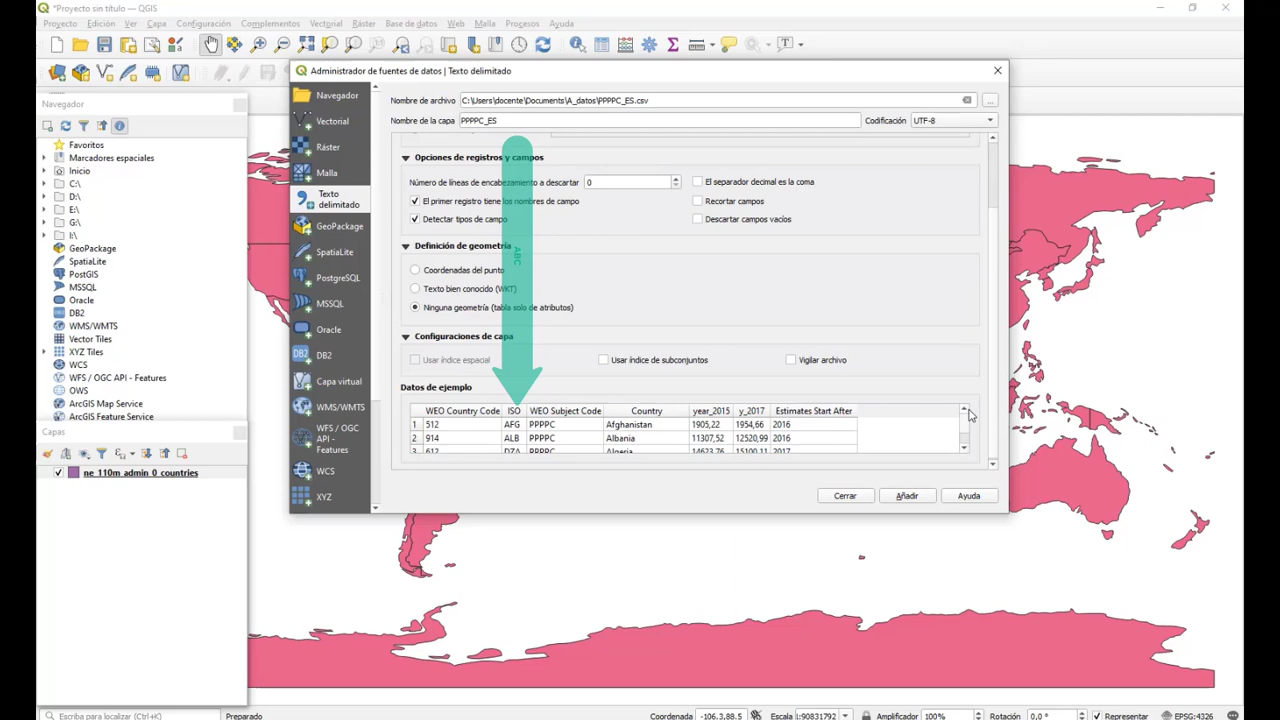 *Proyecto sin título — QGIS
Proyecto Edición Ver Capa Configuración Complementos Vectorial Ráster Base de datos Web Malla Procesos Ayuda
Administrador de fuentes de datos | Texto delimitado
Navegador
Favoritos
Marcadores espaciales
Inicio
C:\
D:\
E:\
G:\
I:\
GeoPackage
SpatiaLite
PostGIS
MSSQL
Oracle
DB2
WMS/WMTS
Vector Tiles
XYZ Tiles
WCS
WFS / OGC API - Features
OWS
ArcGIS Map Service
ArcGIS Feature Service
Capas
ne_110m_admin_0_countries
Navegador
Vectorial
Ráster
Malla
Texto
delimitado
GeoPackage
SpatiaLite
PostgreSQL
MSSQL
Oracle
DB2
Capa virtual
WMS/WMTS
WFS / OGC
API -
Features
WCS
XYZ
Nombre de archivo C:\Users\docente\Documents\A_datos\PPPPC_ES.csv ...
Nombre de la capa PPPPC_ES Codificación UTF-8
Opciones de registros y campos
Número de líneas de encabezamiento a descartar 0 El separador decimal es la coma
El primer registro tiene los nombres de campo Recortar campos
Detectar tipos de campo Descartar campos vacíos
Definición de geometría
ABC
Coordenadas del punto
Texto bien conocido (WKT)
Ninguna geometría (tabla solo de atributos)
Configuraciones de capa
Usar índice espacial Usar índice de subconjuntos Vigilar archivo
Datos de ejemplo
WEO Country Code ISO WEO Subject Code Country year_2015 y_2017 Estimates Start After
1 512 AFG PPPPC Afghanistan 1905,22 1954,66 2016
2 914 ALB PPPPC Albania 11307,52 12520,99 2016
3 612 DZA PPPPC Algeria 14623,76 15100,11 2017
Cerrar Añadir Ayuda
Escriba para localizar (Ctrl+K) Preparado Coordenada -106.3,88.5 Escala 1:90831792 Amplificador 100% Rotación 0,0 ° Representar EPSG:4326